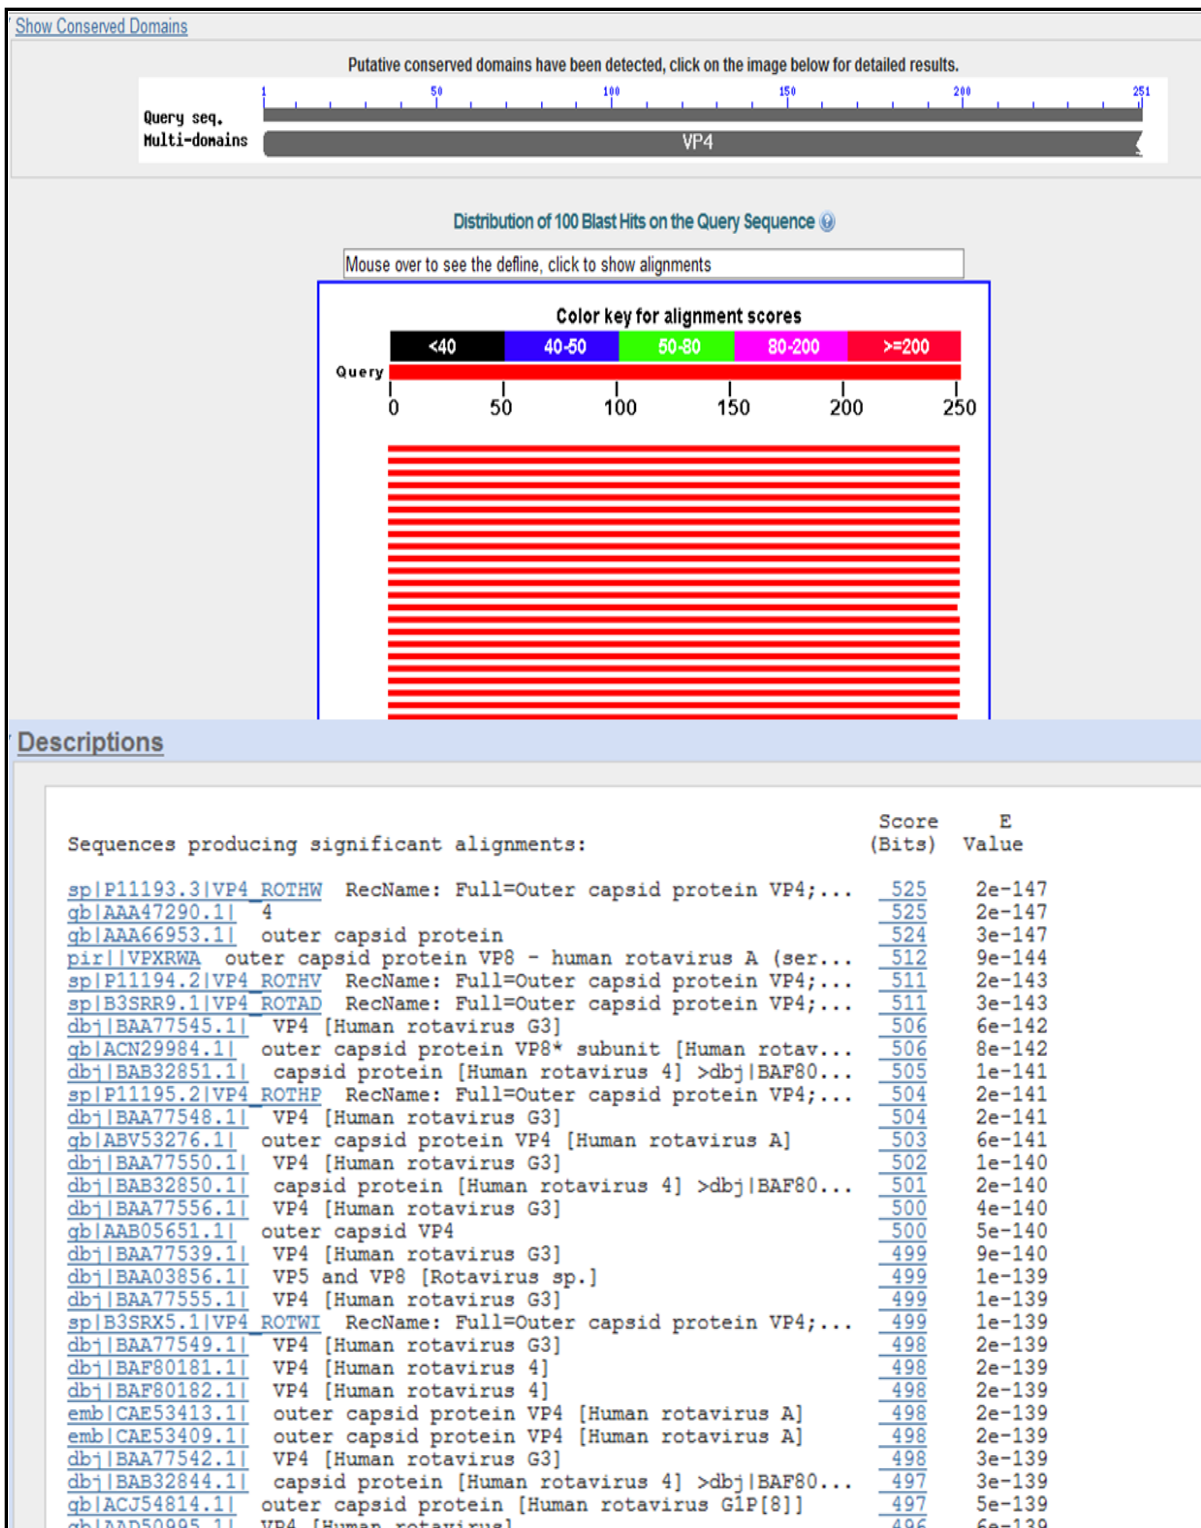 Show Conserved Domains
Putative conserved domains have been detected, click on the image below for detailed results.
1 50 100 150 200 251
Query seq.
Multi-domains VP4
Distribution of 100 Blast Hits on the Query Sequence
Mouse over to see the defline, click to show alignments
Color key for alignment scores
<40 40-50 50-80 80-200 >=200
Query
0 50 100 150 200 250
Descriptions
Score E
Sequences producing significant alignments: (Bits) Value
sp|P11193.3|VP4_ROTHW RecName: Full=Outer capsid protein VP4;... 525 2e-147
gb|AAA47290.1| 4 525 2e-147
gb|AAA66953.1| outer capsid protein 524 3e-147
pir||VPXRWA outer capsid protein VP8 - human rotavirus A (ser... 512 9e-144
sp|P11194.2|VP4_ROTHV RecName: Full=Outer capsid protein VP4;... 511 2e-143
sp|B3SRR9.1|VP4_ROTAD RecName: Full=Outer capsid protein VP4;... 511 3e-143
dbj|BAA77545.1| VP4 [Human rotavirus G3] 506 6e-142
gb|ACN29984.1| outer capsid protein VP8* subunit [Human rotav... 506 8e-142
dbj|BAB32851.1| capsid protein [Human rotavirus 4] >dbj|BAF80... 505 1e-141
sp|P11195.2|VP4_ROTHP RecName: Full=Outer capsid protein VP4;... 504 2e-141
dbj|BAA77548.1| VP4 [Human rotavirus G3] 504 2e-141
gb|ABV53276.1| outer capsid protein VP4 [Human rotavirus A] 503 6e-141
dbj|BAA77550.1| VP4 [Human rotavirus G3] 502 1e-140
dbj|BAB32850.1| capsid protein [Human rotavirus 4] >dbj|BAF80... 501 2e-140
dbj|BAA77556.1| VP4 [Human rotavirus G3] 500 4e-140
gb|AAB05651.1| outer capsid VP4 500 5e-140
dbj|BAA77539.1| VP4 [Human rotavirus G3] 499 9e-140
dbj|BAA03856.1| VP5 and VP8 [Rotavirus sp.] 499 1e-139
dbj|BAA77555.1| VP4 [Human rotavirus G3] 499 1e-139
sp|B3SRX5.1|VP4_ROTWI RecName: Full=Outer capsid protein VP4;... 499 1e-139
dbj|BAA77549.1| VP4 [Human rotavirus G3] 498 2e-139
dbj|BAF80181.1| VP4 [Human rotavirus 4] 498 2e-139
dbj|BAF80182.1| VP4 [Human rotavirus 4] 498 2e-139
emb|CAE53413.1| outer capsid protein VP4 [Human rotavirus A] 498 2e-139
emb|CAE53409.1| outer capsid protein VP4 [Human rotavirus A] 498 2e-139
dbj|BAA77542.1| VP4 [Human rotavirus G3] 498 3e-139
dbj|BAB32844.1| capsid protein [Human rotavirus 4] >dbj|BAF80... 497 3e-139
gb|ACJ54814.1| outer capsid protein [Human rotavirus G1P[8]] 497 5e-139
gb|AAD50995.1| VP4 [Human rotavirus] 496 6e-139